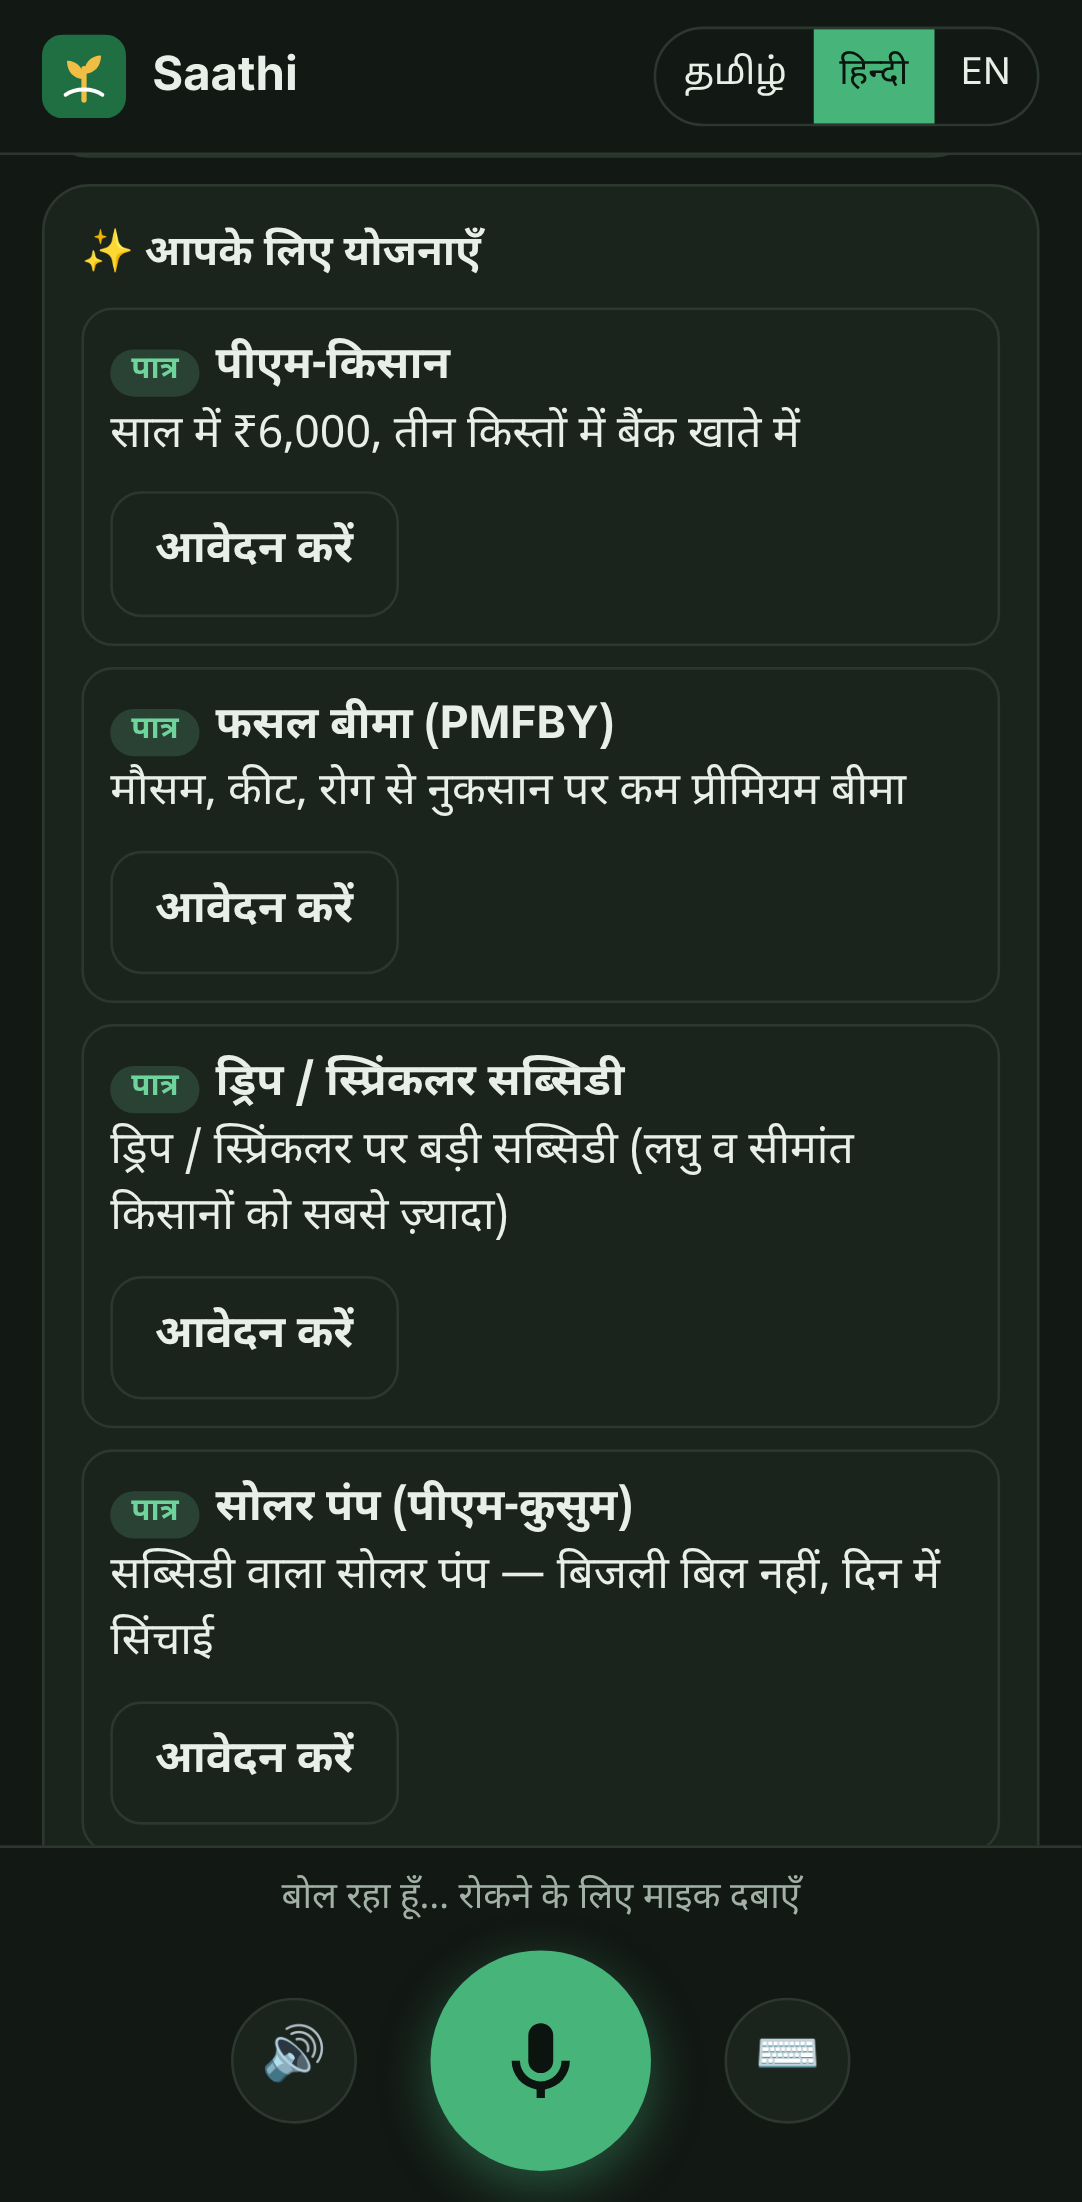 Saathi
தமிழ் हिन्दी EN
✨ आपके लिए योजनाएँ
पात्र पीएम-किसान
साल में ₹6,000, तीन किस्तों में बैंक खाते में
आवेदन करें
पात्र फसल बीमा (PMFBY)
मौसम, कीट, रोग से नुकसान पर कम प्रीमियम बीमा
आवेदन करें
पात्र ड्रिप / स्प्रिंकलर सब्सिडी
ड्रिप / स्प्रिंकलर पर बड़ी सब्सिडी (लघु व सीमांत
किसानों को सबसे ज़्यादा)
आवेदन करें
पात्र सोलर पंप (पीएम-कुसुम)
सब्सिडी वाला सोलर पंप — बिजली बिल नहीं, दिन में
सिंचाई
आवेदन करें
बोल रहा हूँ... रोकने के लिए माइक दबाएँ